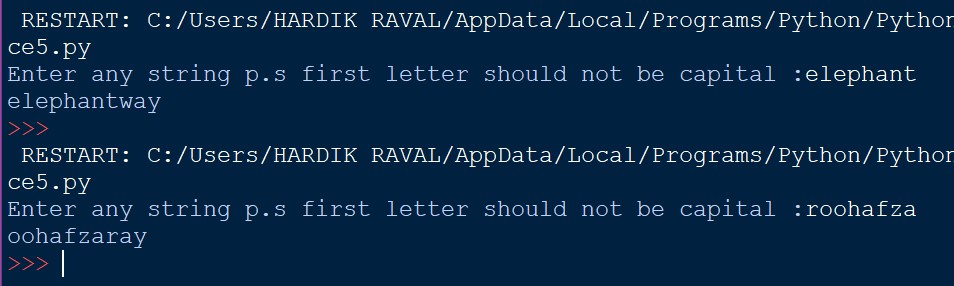 RESTART: C:/Users/HARDIK RAVAL/AppData/Local/Programs/Python/Python
ce5.py
Enter any string p.s first letter should not be capital :elephant
elephantway
>>>
RESTART: C:/Users/HARDIK RAVAL/AppData/Local/Programs/Python/Python
ce5.py
Enter any string p.s first letter should not be capital :roohafza
oohafzaray
>>>